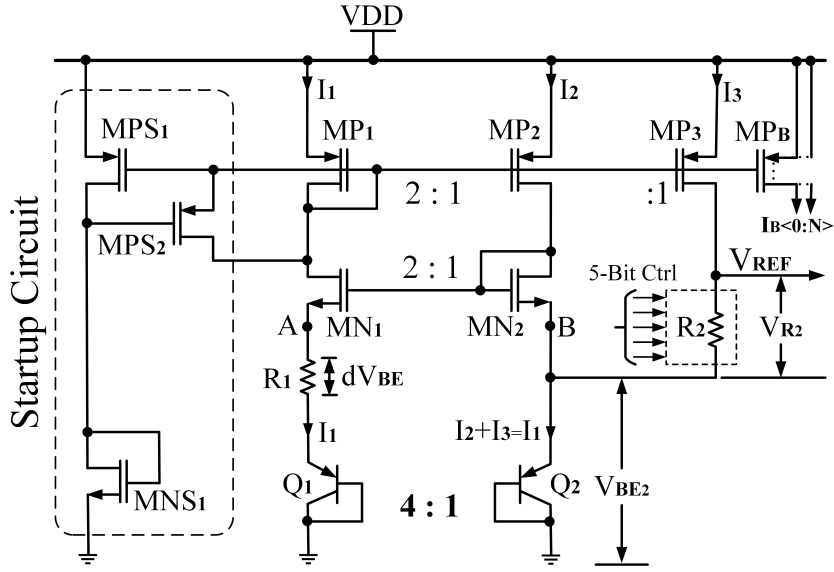 VDD
I1
I2
I3
MPS1
MP1
MP2
MP3
MPB
2 : 1
:1
IB<0:N>
MPS2
Startup Circuit
2 : 1
5-Bit Ctrl
VREF
A
MN1
MN2
B
R2
VR2
R1
dVBE
I1
I2+I3=I1
Q1
4 : 1
Q2
VBE2
MNS1